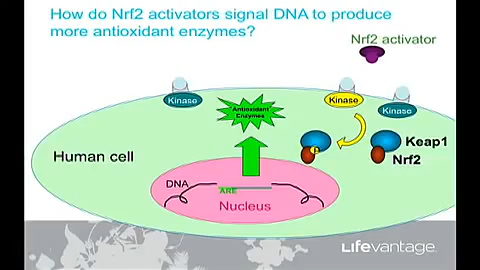 How do Nrf2 activators signal DNA to produce
more antioxidant enzymes?
Nrf2 activator
Kinase
Antioxidant
Enzymes
Kinase
Kinase
Keap1
Nrf2
P
Human cell
DNA
ARE
Nucleus
Lifevantage